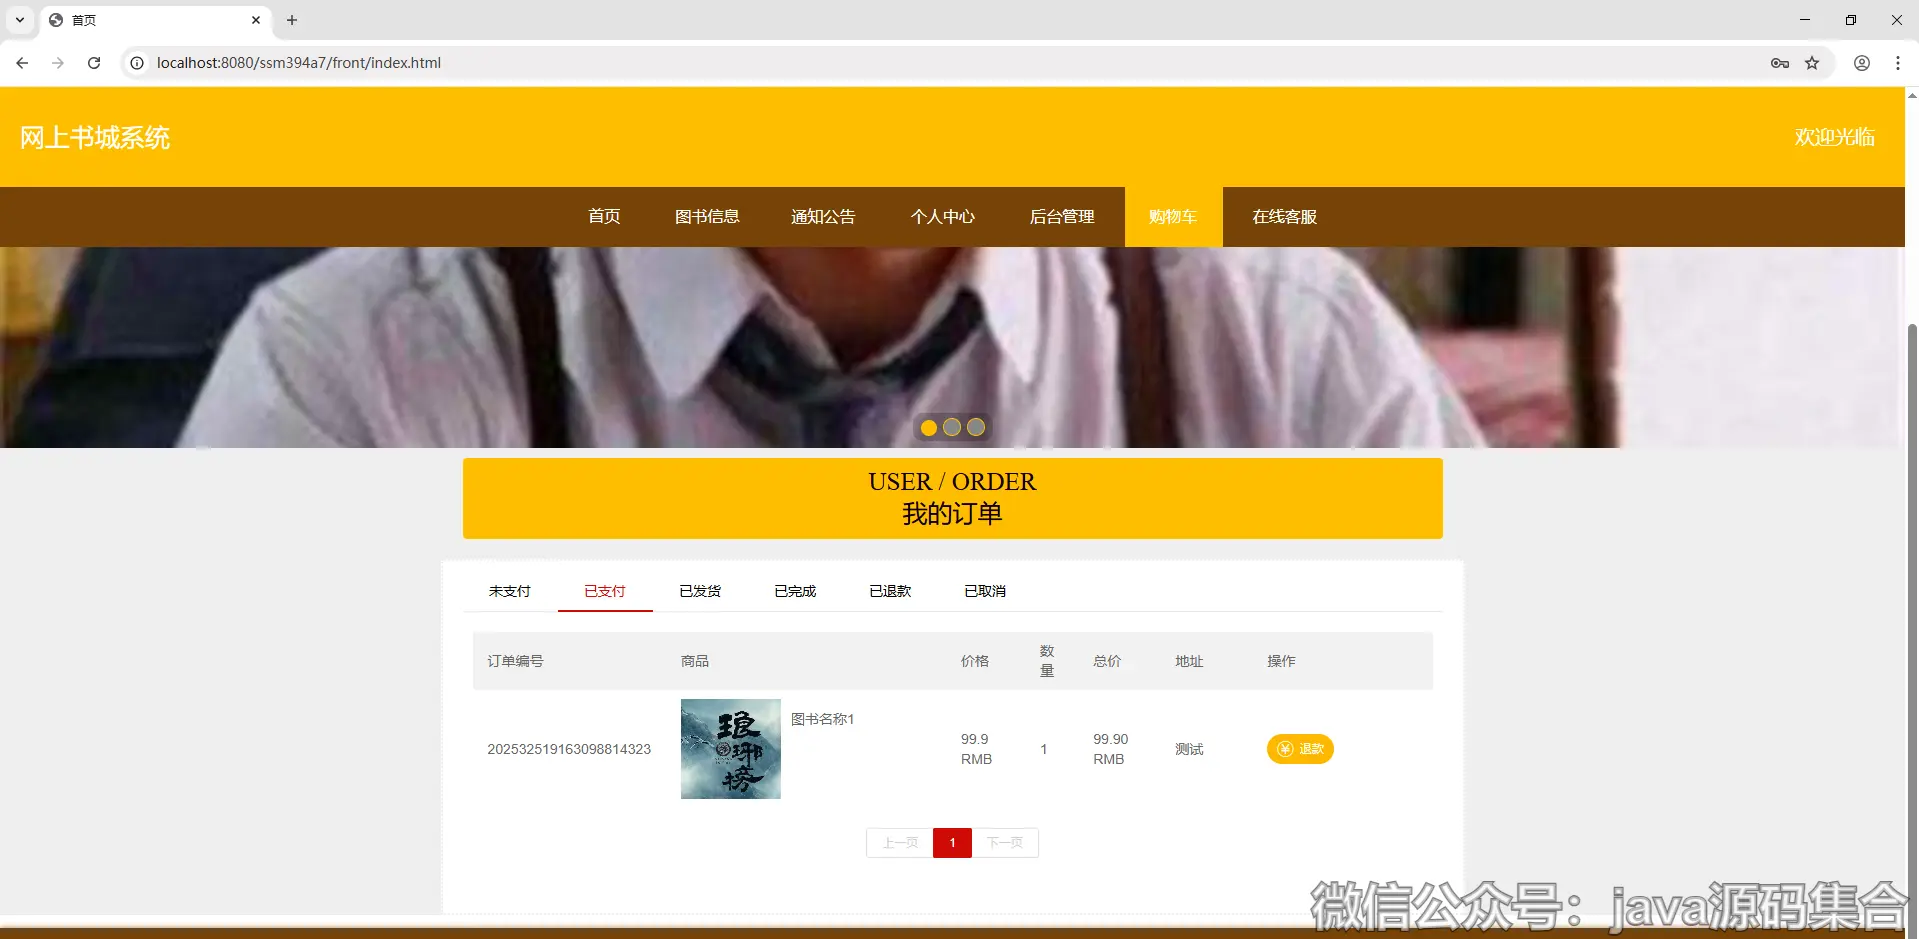 首页
localhost:8080/ssm394a7/front/index.html
网上书城系统
欢迎光临
首页 图书信息 通知公告 个人中心 后台管理 购物车 在线客服
USER / ORDER
我的订单
未支付 已支付 已发货 已完成 已退款 已取消
订单编号 商品 价格 数量 总价 地址 操作
202532519163098814323 琅琊榜 图书名称1 99.9 RMB 1 99.90 RMB 测试 退款
上一页 1 下一页
微信公众号：java源码集合